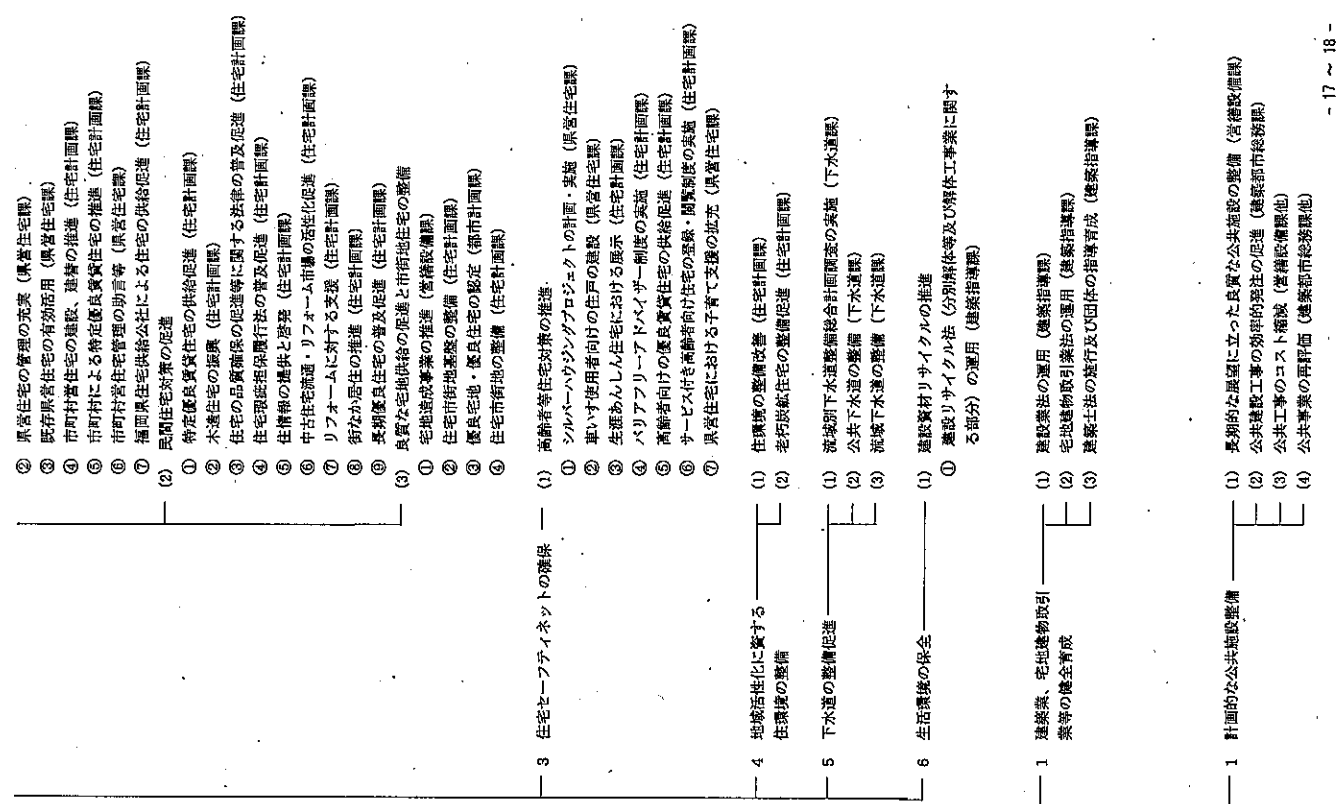 ② 県営住宅の管理の充実（県営住宅課）
③ 既存県営住宅の有効活用（県営住宅課）
④ 市町村営住宅の建設、建替の推進（住宅計画課）
⑤ 市町村による特定優良賃貸住宅の推進（住宅計画課）
⑥ 市町村営住宅管理の助言等（県営住宅課）
⑦ 福岡県住宅供給公社による住宅の供給促進（住宅計画課）
(2) 民間住宅対策の促進
① 特定優良賃貸住宅の供給促進（住宅計画課）
② 木造住宅の振興（住宅計画課）
③ 住宅の品質確保の促進等に関する法律の普及促進（住宅計画課）
④ 住宅瑕疵担保履行法の普及促進（住宅計画課）
⑤ 住情報の提供と啓発（住宅計画課）
⑥ 中古住宅流通・リフォーム市場の活性化促進（住宅計画課）
⑦ リフォームに対する支援（住宅計画課）
⑧ 街なか居住の推進（住宅計画課）
⑨ 長期優良住宅の普及促進（住宅計画課）
(3) 良質な宅地供給の促進と市街地住宅の整備
① 宅地造成事業の推進（営繕設備課）
② 住宅市街地基盤の整備（住宅計画課）
③ 優良宅地・優良住宅の認定（都市計画課）
④ 住宅市街地の整備（住宅計画課）
3 住宅セーフティネットの確保
(1) 高齢者等住宅対策の推進
① シルバーハウジングプロジェクトの計画・実施（県営住宅課）
② 車いす使用者向けの住戸の建設（県営住宅課）
③ 生涯あんしん住宅における展示（住宅計画課）
④ バリアフリーアドバイザー制度の実施（住宅計画課）
⑤ 高齢者向けの優良賃貸住宅の供給促進（住宅計画課）
⑥ サービス付き高齢者向け住宅の登録・閲覧制度の実施（住宅計画課）
⑦ 県営住宅における子育て支援の拡充（県営住宅課）
4 地域活性化に資する
住環境の整備
(1) 住環境の整備改善（住宅計画課）
(2) 老朽炭鉱住宅の整備促進（住宅計画課）
5 下水道の整備促進
(1) 流域別下水道整備総合計画調査の実施（下水道課）
(2) 公共下水道の整備（下水道課）
(3) 流域下水道の整備（下水道課）
6 生活環境の保全
(1) 建設資材リサイクルの推進
① 建設リサイクル法（分別解体等及び解体工事業に関す
る部分）の運用（建築指導課）
1 建築業、宅地建物取引
業等の健全育成
(1) 建設業法の運用（建築指導課）
(2) 宅地建物取引業法の運用（建築指導課）
(3) 建築士法の施行及び団体の指導育成（建築指導課）
1 計画的な公共施設整備
(1) 長期的な展望に立った良質な公共施設の整備（営繕設備課）
(2) 公共建設工事の効率的発注の促進（建築都市総務課）
(3) 公共工事のコスト縮減（営繕設備課他）
(4) 公共事業の再評価（建築都市総務課他）
- 17 ~ 18 -